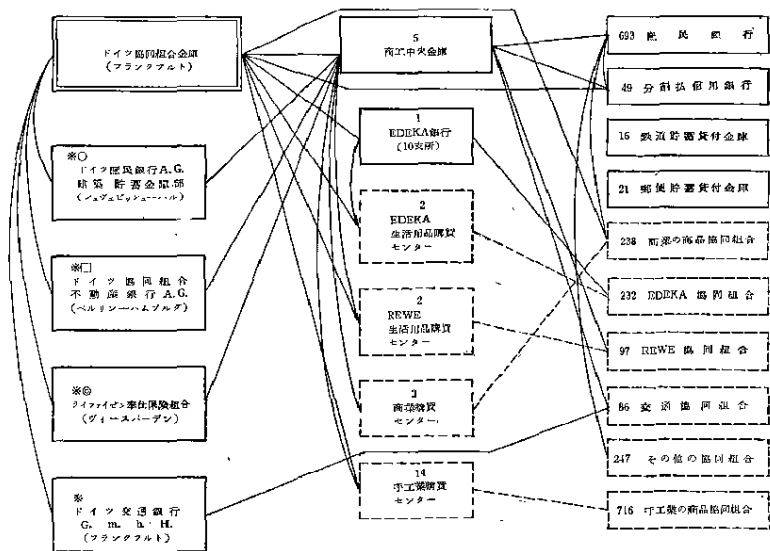 ドイツ協同組合金庫
(フランクフルト)
※○
ドイツ庶民銀行A.G.
建築貯蓄金庫部
(シュヴェビッシュ－ハル)
※□
ドイツ協同組合
不動産銀行A.G.
(ベルリン－ハムブルグ)
※◎
ライファイゼン奉仕保険組合
(ヴィースバーデン)
※
ドイツ交通銀行
G. m. b. H.
(フランクフルト)
5
商工中央金庫
1
EDEKA銀行
(10支所)
2
EDEKA
生活用品購買
センター
2
REWE
生活用品購買
センター
3
商業購買
センター
14
手工業購買
センター
693 庶民銀行
49 分割払信用銀行
15 鉄道貯蓄貸付金庫
21 郵便貯蓄貸付金庫
238 商業の商品協同組合
232 EDEKA 協同組合
97 REWE 協同組合
86 交通協同組合
247 その他の協同組合
716 手工業の商品協同組合